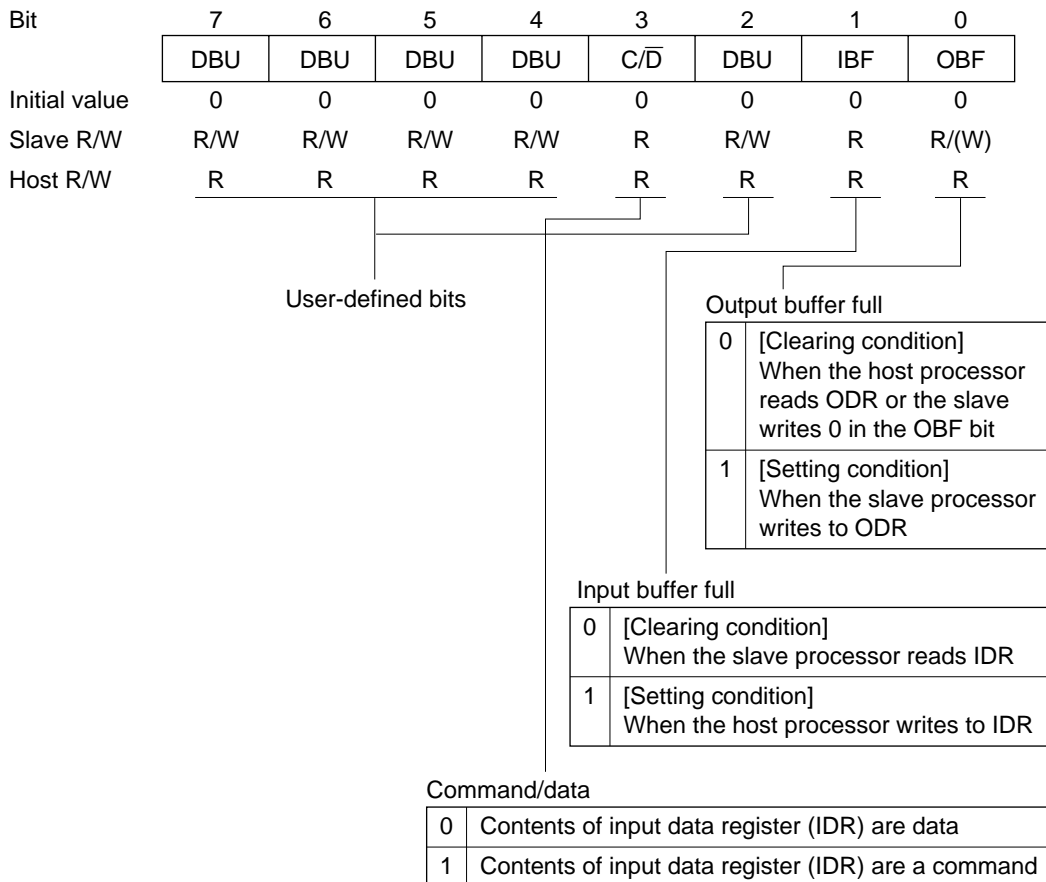 Bit 7 6 5 4 3 2 1 0
DBU DBU DBU DBU C/D̅ DBU IBF OBF
Initial value 0 0 0 0 0 0 0 0
Slave R/W R/W R/W R/W R/W R R/W R R/(W)
Host R/W R R R R R R R R
User-defined bits
Output buffer full
0 [Clearing condition]
When the host processor
reads ODR or the slave
writes 0 in the OBF bit
1 [Setting condition]
When the slave processor
writes to ODR
Input buffer full
0 [Clearing condition]
When the slave processor reads IDR
1 [Setting condition]
When the host processor writes to IDR
Command/data
0 Contents of input data register (IDR) are data
1 Contents of input data register (IDR) are a command